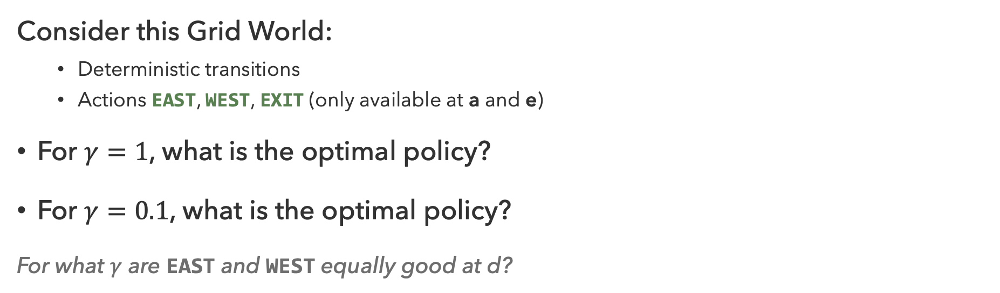 Consider this Grid World:
• Deterministic transitions
• Actions EAST, WEST, EXIT (only available at a and e)
• For γ = 1, what is the optimal policy?
• For γ = 0.1, what is the optimal policy?
For what γ are EAST and WEST equally good at d?